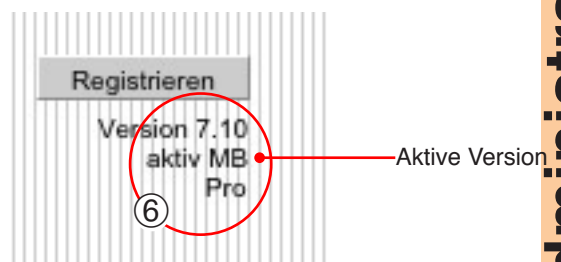 Registrieren
Version 7.10
aktiv MB
Pro
⑥
Aktive Version